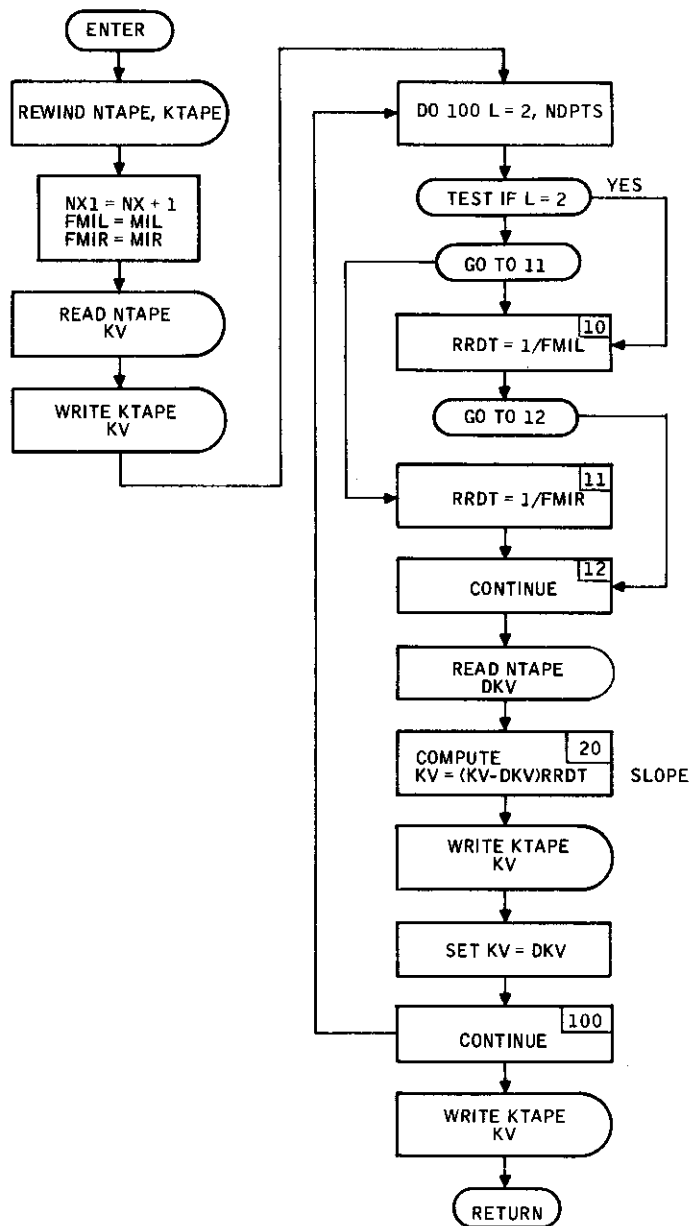 ENTER
REWIND NTAPE, KTAPE
NX1 = NX + 1
FMIL = MIL
FMIR = MIR
READ NTAPE
KV
WRITE KTAPE
KV
DO 100 L = 2, NDPTS
TEST IF L = 2
YES
GO TO 11
10
RRDT = 1/FMIL
GO TO 12
11
RRDT = 1/FMIR
12
CONTINUE
READ NTAPE
DKV
20
COMPUTE
KV = (KV-DKV)RRDT
SLOPE
WRITE KTAPE
KV
SET KV = DKV
100
CONTINUE
WRITE KTAPE
KV
RETURN